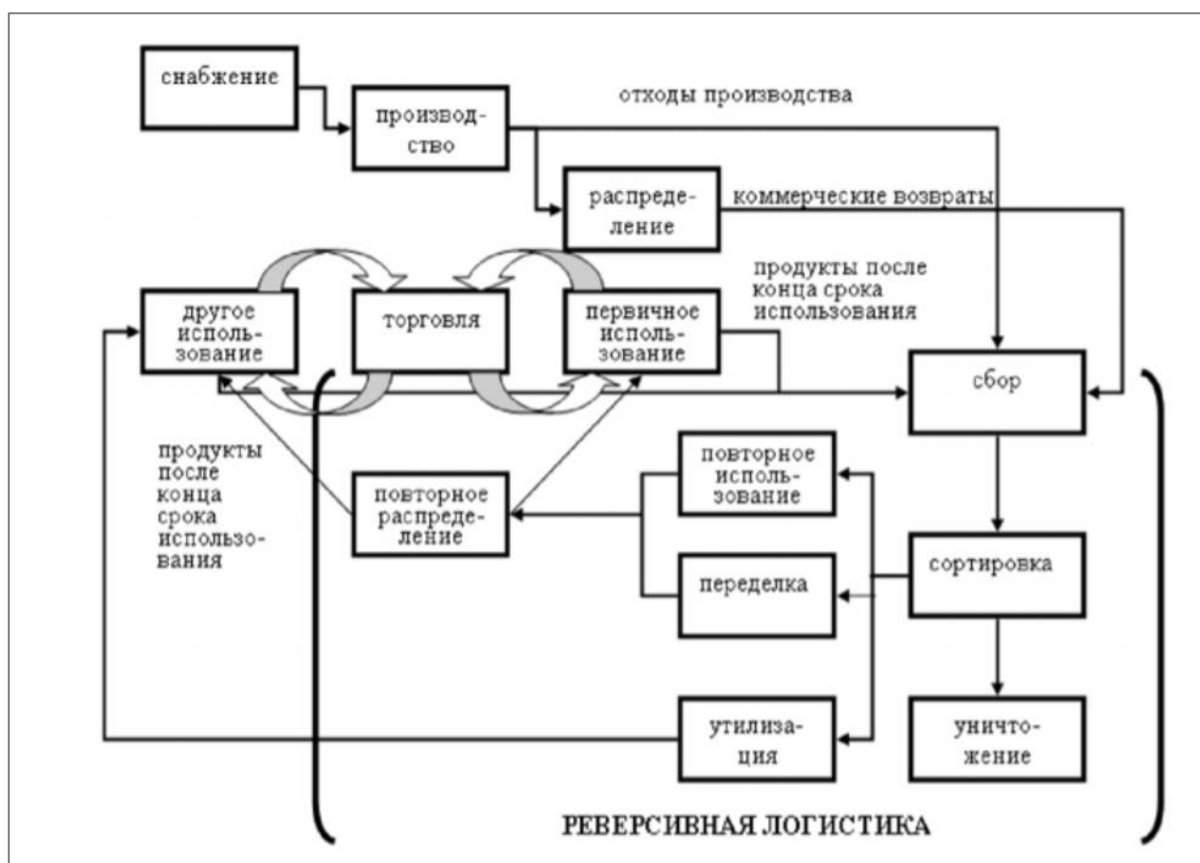 снабжение
производ-
ство
отходы производства
распреде-
ление
коммерческие возвраты
продукты после
конца срока
использования
другое
исполь-
зование
торговля
первичное
исполь-
зование
сбор
продукты
после
конца
срока
использо-
вания
повторное
распреде-
ление
повторное
исполь-
зование
переделка
сортировка
утилиза-
ция
уничто-
жение
РЕВЕРСИВНАЯ ЛОГИСТИКА